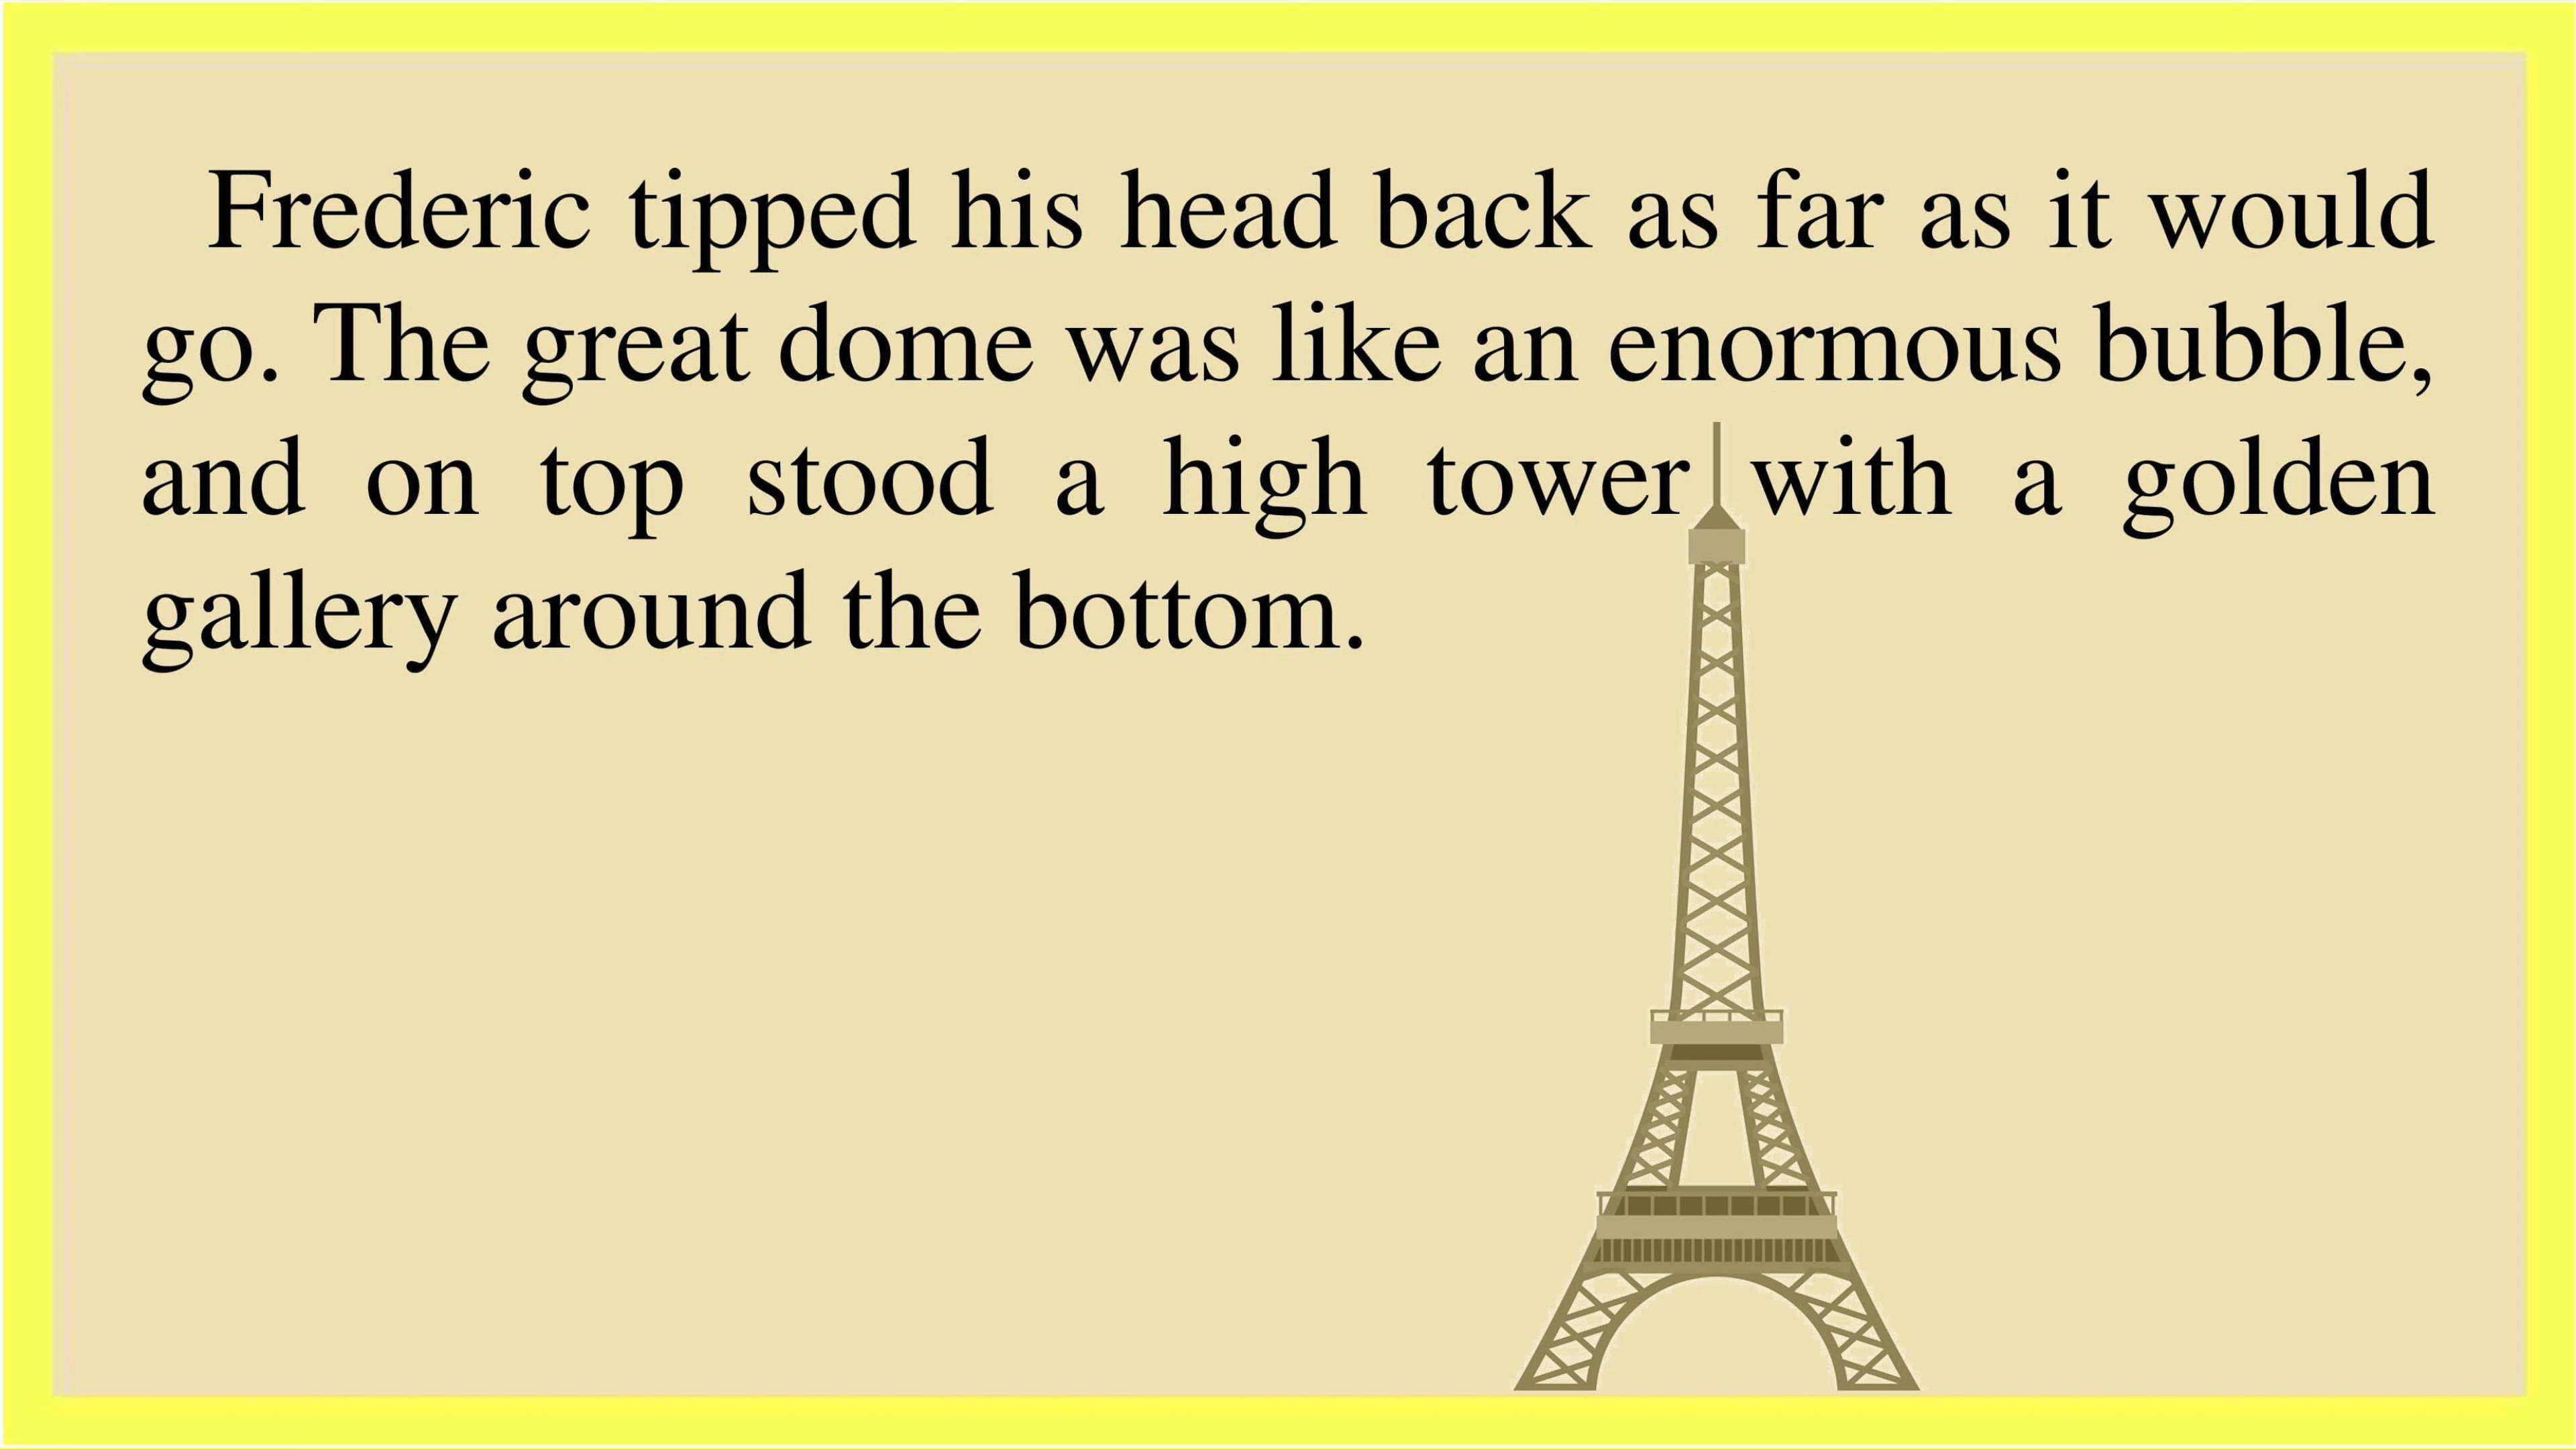 Frederic tipped his head back as far as it would
go. The great dome was like an enormous bubble,
and on top stood a high tower with a golden
gallery around the bottom.